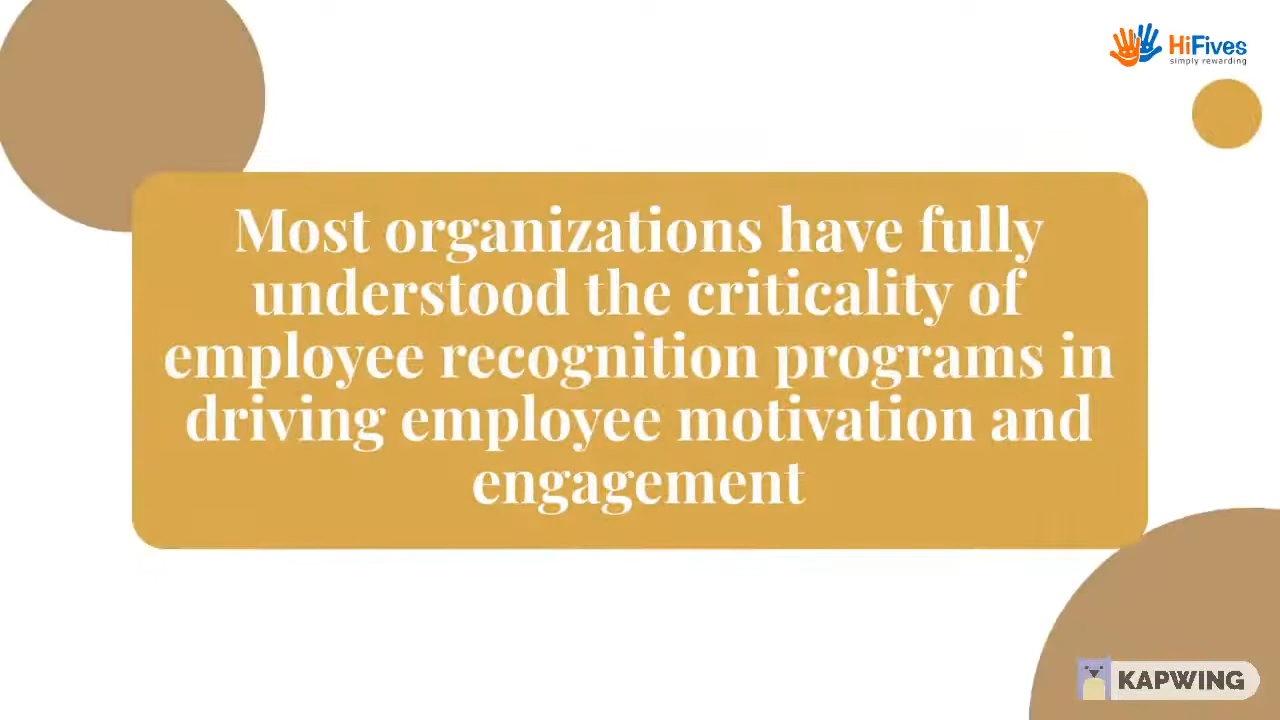 HiFives
simply rewarding
Most organizations have fully
understood the criticality of
employee recognition programs in
driving employee motivation and
engagement
KAPWING